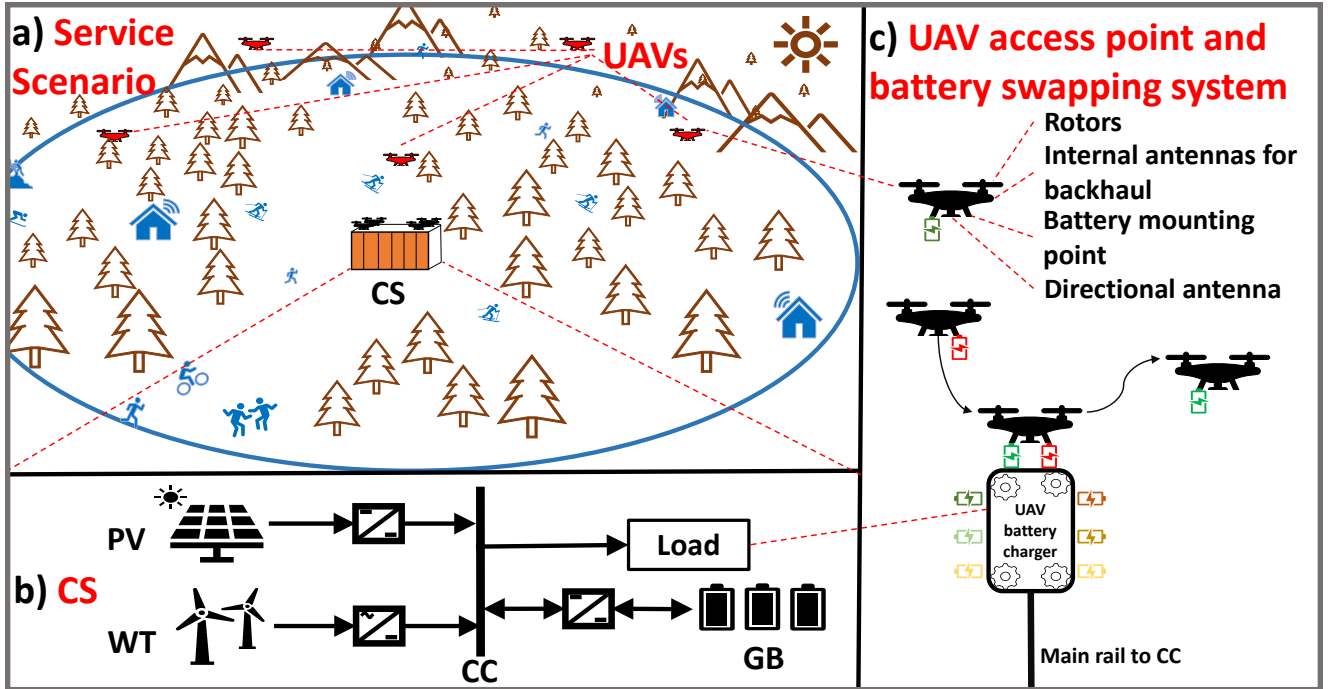 a) Service
Scenario
UAVs
CS
PV
Load
b) CS
WT
CC
GB
c) UAV access point and
battery swapping system
Rotors
Internal antennas for
backhaul
Battery mounting
point
Directional antenna
UAV
battery
charger
Main rail to CC